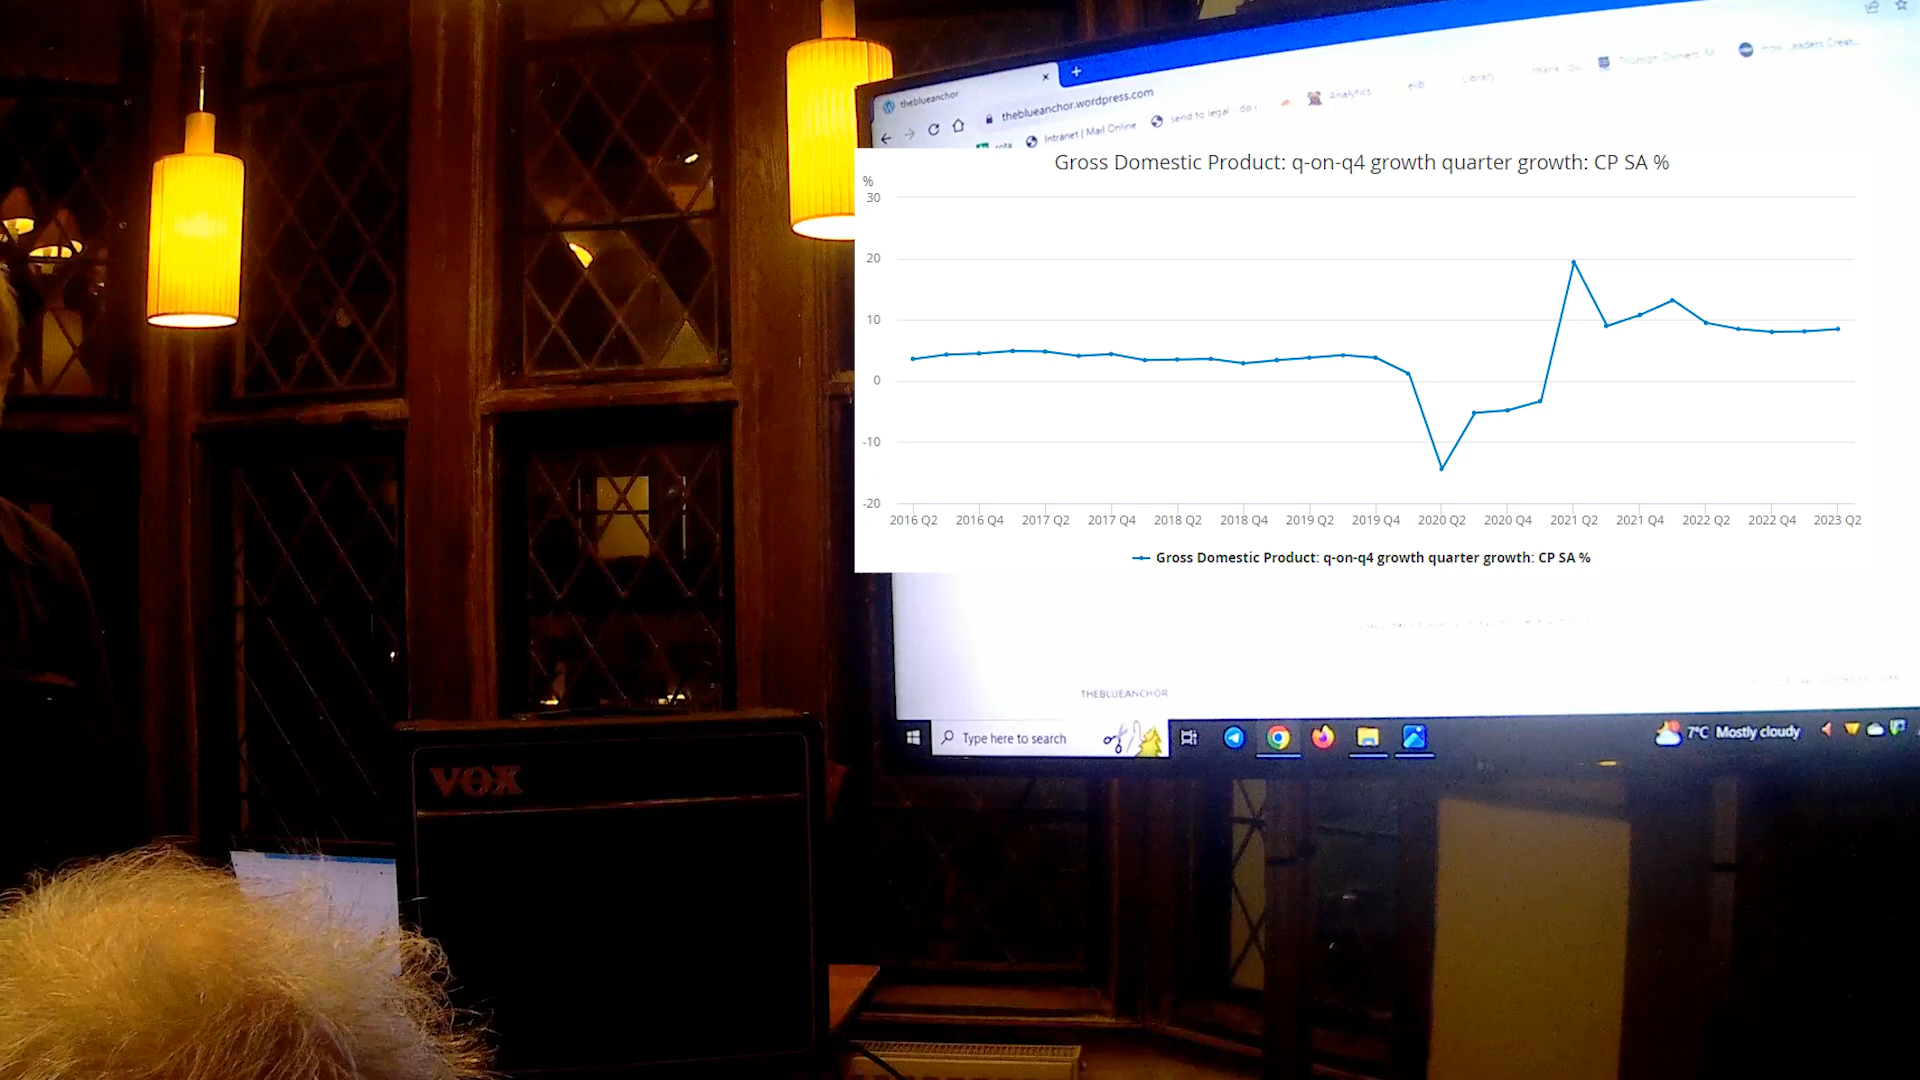 theblueanchor
theblueanchor.wordpress.com
Intranet | Mail Online
send to legal
Analytics
Library
Gross Domestic Product: q-on-q4 growth quarter growth: CP SA %
%
30
20
10
0
-10
-20
2016 Q2 2016 Q4 2017 Q2 2017 Q4 2018 Q2 2018 Q4 2019 Q2 2019 Q4 2020 Q2 2020 Q4 2021 Q2 2021 Q4 2022 Q2 2022 Q4 2023 Q2
Gross Domestic Product: q-on-q4 growth quarter growth: CP SA %
THEBLUEANCHOR
Type here to search
7°C Mostly cloudy
VOX